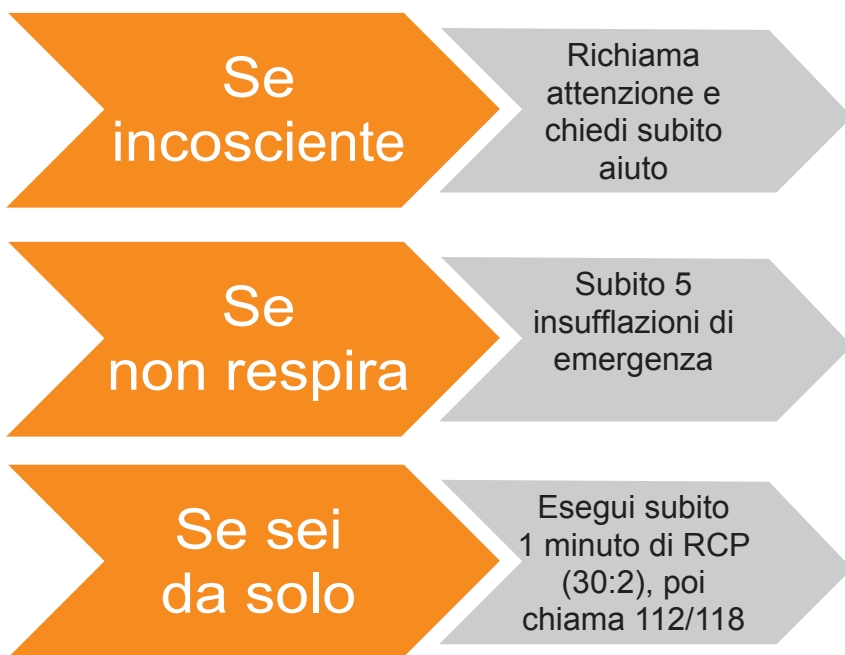 Se
incosciente
Richiama
attenzione e
chiedi subito
aiuto
Se
non respira
Subito 5
insufflazioni di
emergenza
Se sei
da solo
Esegui subito
1 minuto di RCP
(30:2), poi
chiama 112/118